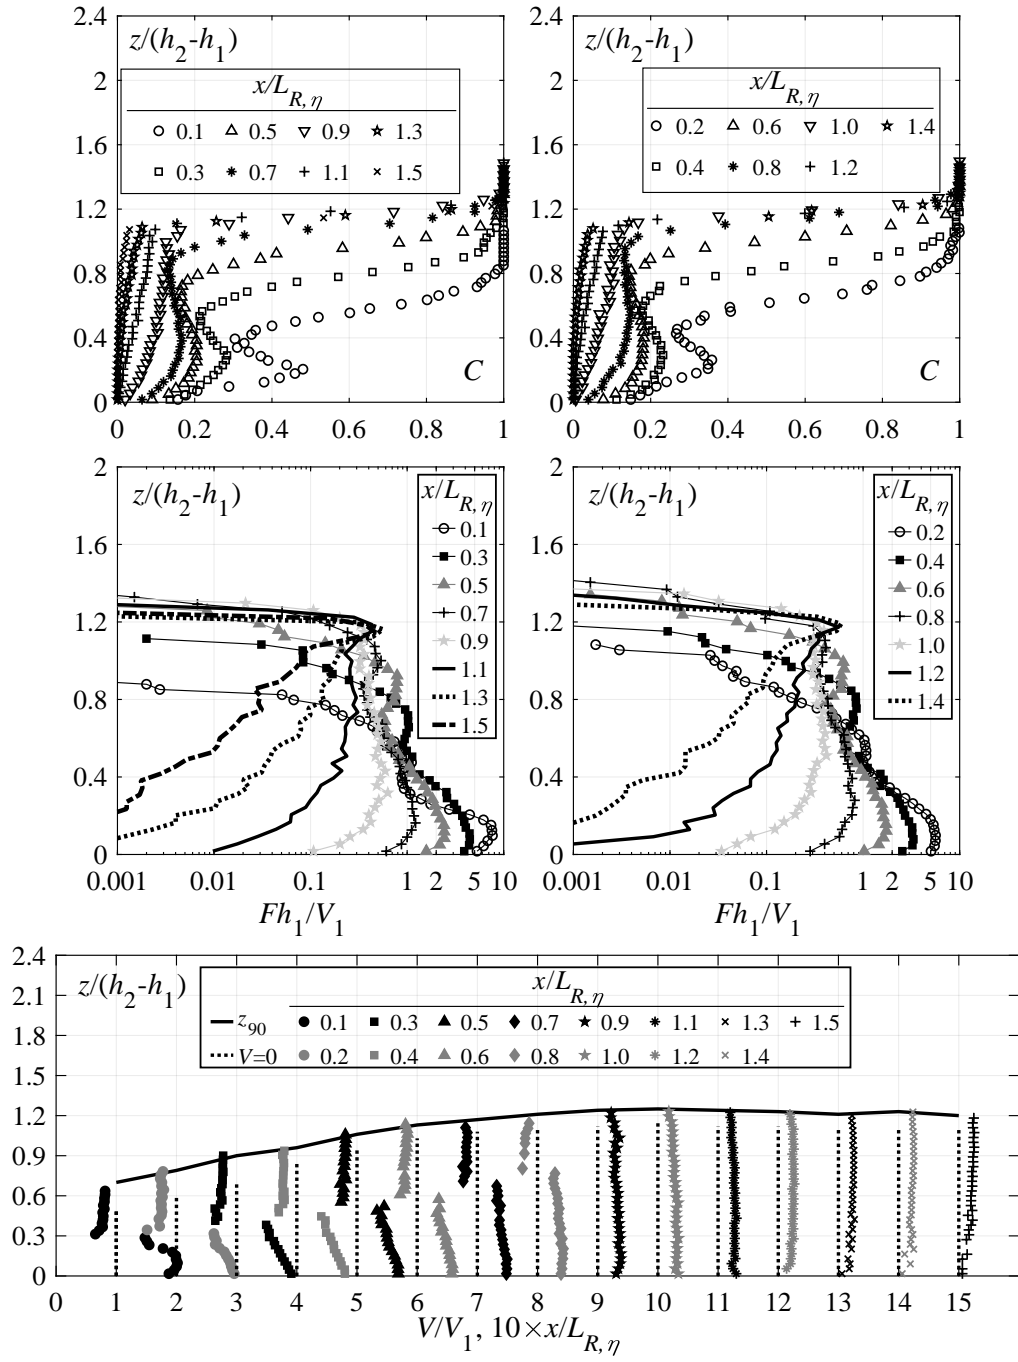 2.4 2 1.6 1.2 0.8 0.4 0
z/(h2-h1)
x/LR, η
0.1 0.5 0.9 1.3
0.3 0.7 1.1 1.5
C
0 0.2 0.4 0.6 0.8 1
2.4 2 1.6 1.2 0.8 0.4 0
z/(h2-h1)
x/LR, η
0.2 0.6 1.0 1.4
0.4 0.8 1.2
C
0 0.2 0.4 0.6 0.8 1
2 1.6 1.2 0.8 0.4 0
z/(h2-h1)
x/LR, η
0.1
0.3
0.5
0.7
0.9
1.1
1.3
1.5
0.001 0.01 0.1 1 2 5 10
Fh1/V1
2 1.6 1.2 0.8 0.4 0
z/(h2-h1)
x/LR, η
0.2
0.4
0.6
0.8
1.0
1.2
1.4
0.001 0.01 0.1 1 2 5 10
Fh1/V1
2.4 2.1 1.8 1.5 1.2 0.9 0.6 0.3 0
z/(h2-h1)
x/LR, η
z90 0.1 0.3 0.5 0.7 0.9 1.1 1.3 1.5
V=0 0.2 0.4 0.6 0.8 1.0 1.2 1.4
0 1 2 3 4 5 6 7 8 9 10 11 12 13 14 15
V/V1, 10×x/LR, η